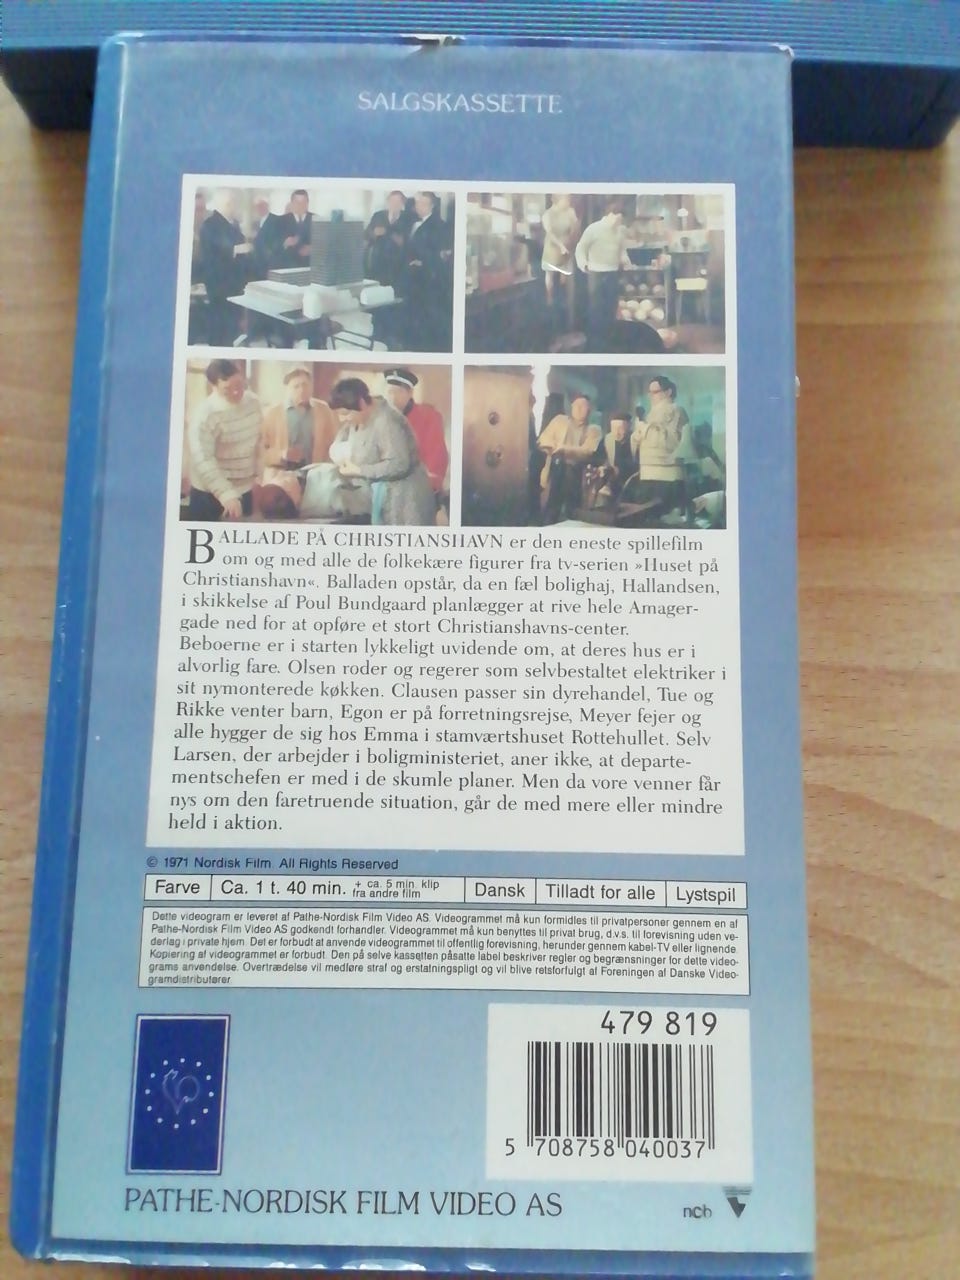 SALGSKASSETTE
BALLADE PÅ CHRISTIANSHAVN er den eneste spillefilm
om og med alle de folkekære figurer fra tv-serien »Huset på
Christianshavn«. Balladen opstår, da en fæl bolighaj, Hallandsen,
i skikkelse af Poul Bundgaard planlægger at rive hele Amager-
gade ned for at opføre et stort Christianshavns-center.
Beboerne er i starten lykkeligt uvidende om, at deres hus er i
alvorlig fare. Olsen roder og regerer som selvbestaltet elektriker i
sit nymonterede køkken. Clausen passer sin dyrehandel, Tue og
Rikke venter barn, Egon er på forretningsrejse, Meyer fejer og
alle hygger de sig hos Emma i stamværtshuset Rottehullet. Selv
Larsen, der arbejder i boligministeriet, aner ikke, at departe-
mentschefen er med i de skumle planer. Men da vore venner får
nys om den faretruende situation, går de med mere eller mindre
held i aktion.
© 1971 Nordisk Film. All Rights Reserved
Farve Ca. 1 t. 40 min. + ca. 5 min. klip fra andre film Dansk Tilladt for alle Lystspil
Dette videogram er leveret af Pathe-Nordisk Film Video AS. Videogrammet må kun formidles til privatpersoner gennem en af
Pathe-Nordisk Film Video AS godkendt forhandler. Videogrammet må kun benyttes til privat brug, d.v.s. til forevisning uden ve-
derlag i private hjem. Det er forbudt at anvende videogrammet til offentlig forevisning, herunder gennem kabel-TV eller lignende.
Kopiering af videogrammet er forbudt. Den på selve kassetten påsatte label beskriver regler og begrænsninger for dette video-
grams anvendelse. Overtrædelse vil medføre straf og erstatningspligt og vil blive retsforfulgt af Foreningen af Danske Video-
gramdistributører.
479 819
5 708758 040037
PATHE-NORDISK FILM VIDEO AS
ncb